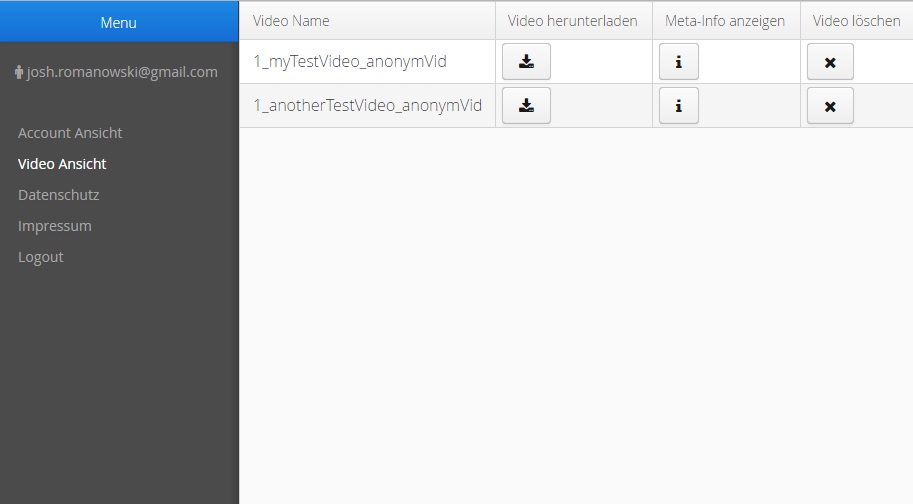 Menu
josh.romanowski@gmail.com
Account Ansicht
Video Ansicht
Datenschutz
Impressum
Logout
Video Name Video herunterladen Meta-Info anzeigen Video löschen
1_myTestVideo_anonymVid
1_anotherTestVideo_anonymVid